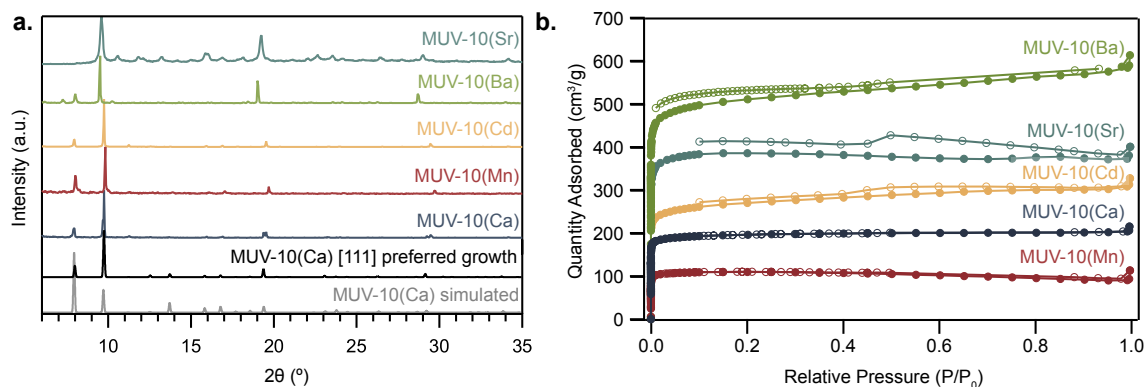 a.
MUV-10(Sr)
MUV-10(Ba)
MUV-10(Cd)
MUV-10(Mn)
MUV-10(Ca)
MUV-10(Ca) [111] preferred growth
MUV-10(Ca) simulated
Intensity (a.u.)
10 15 20 25 30 35
2θ (º)
b.
700
600
500
400
300
200
100
0
Quantity Adsorbed (cm³/g)
MUV-10(Ba)
MUV-10(Sr)
MUV-10(Cd)
MUV-10(Ca)
MUV-10(Mn)
0.0 0.2 0.4 0.6 0.8 1.0
Relative Pressure (P/P₀)